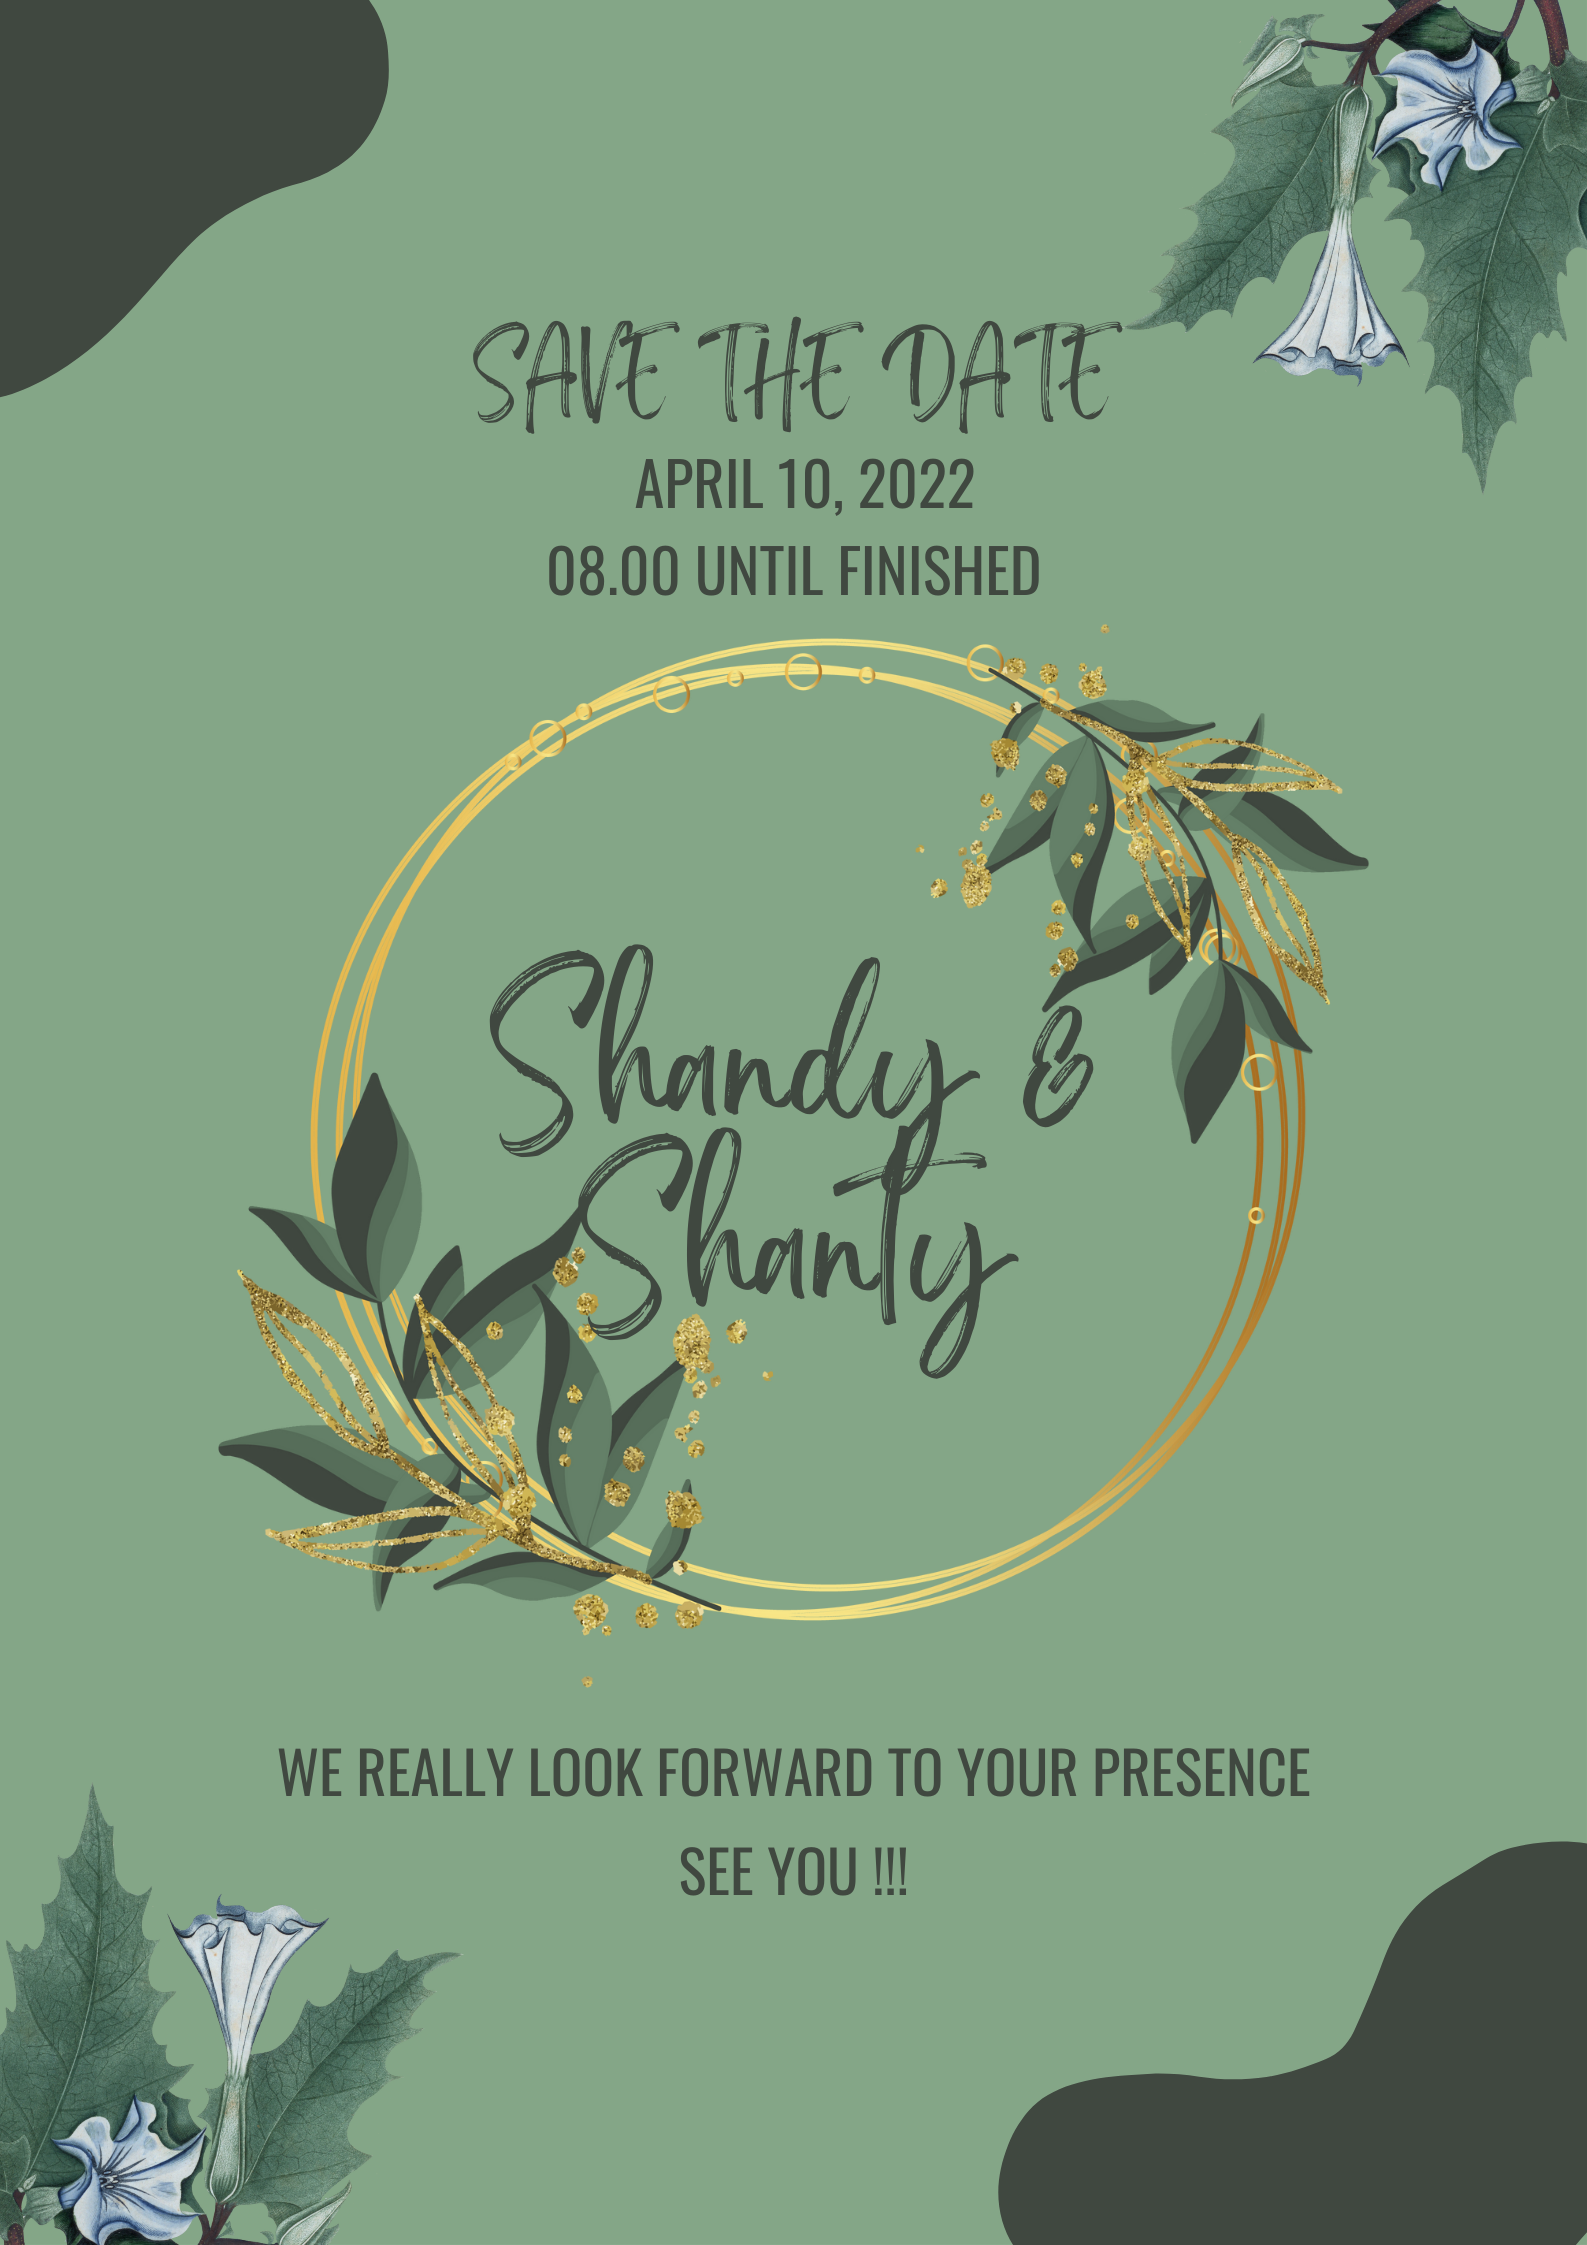 SAVE THE DATE
APRIL 10, 2022
08.00 UNTIL FINISHED
Shandy &
Shanty
WE REALLY LOOK FORWARD TO YOUR PRESENCE
SEE YOU !!!